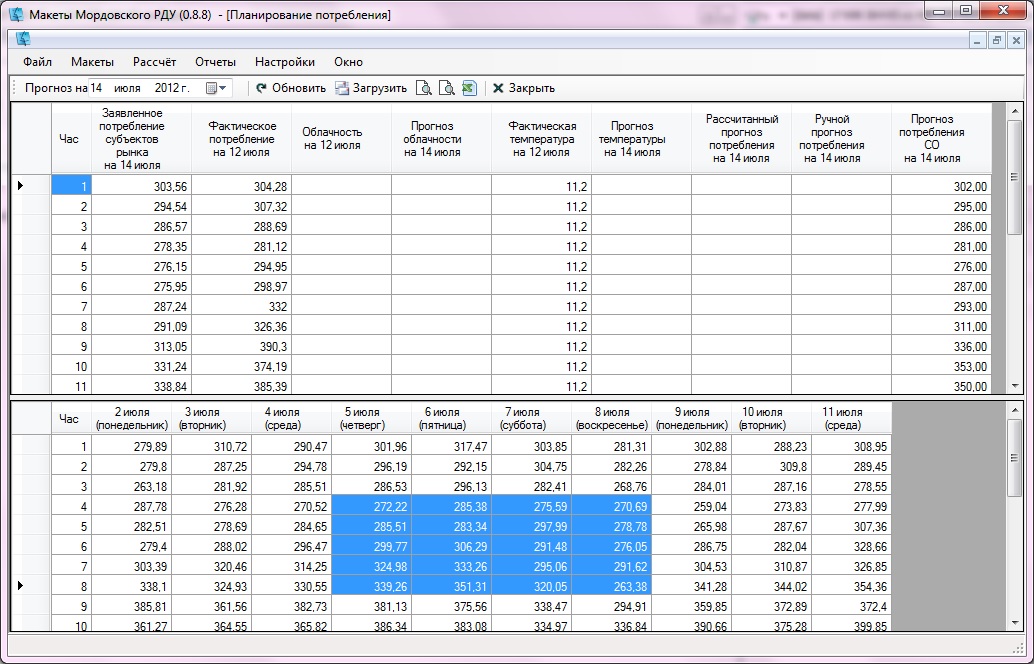 Макеты Мордовского РДУ (0.8.8) - [Планирование потребления]
Файл Макеты Рассчёт Отчеты Настройки Окно
Прогноз на 14 июля 2012 г. Обновить Загрузить Закрыть
Час Заявленное потребление субъектов рынка на 14 июля Фактическое потребление на 12 июля Облачность на 12 июля Прогноз облачности на 14 июля Фактическая температура на 12 июля Прогноз температуры на 14 июля Рассчитанный прогноз потребления на 14 июля Ручной прогноз потребления на 14 июля Прогноз потребления СО на 14 июля
1 303,56 304,28 11,2 302,00
2 294,54 307,32 11,2 295,00
3 286,57 288,69 11,2 286,00
4 278,35 281,12 11,2 281,00
5 276,15 294,95 11,2 276,00
6 275,95 298,97 11,2 287,00
7 287,24 332 11,2 293,00
8 291,09 326,36 11,2 311,00
9 313,05 390,3 11,2 336,00
10 331,24 374,19 11,2 353,00
11 338,84 385,39 11,2 350,00
Час 2 июля (понедельник) 3 июля (вторник) 4 июля (среда) 5 июля (четверг) 6 июля (пятница) 7 июля (суббота) 8 июля (воскресенье) 9 июля (понедельник) 10 июля (вторник) 11 июля (среда)
1 279,89 310,72 290,47 301,96 317,47 303,85 281,31 302,88 288,23 308,95
2 279,8 287,25 294,78 296,19 292,15 304,75 282,26 278,84 309,8 289,45
3 263,18 281,92 285,51 286,53 296,13 282,41 268,76 284,01 287,16 278,55
4 287,78 276,28 270,52 272,22 285,38 275,59 270,69 259,04 273,83 277,99
5 282,51 278,69 284,65 285,51 283,34 297,99 278,78 265,98 287,67 307,36
6 279,4 288,02 296,47 299,77 306,29 291,48 276,05 286,75 282,04 328,66
7 303,39 320,46 314,25 324,98 333,26 295,06 291,62 304,53 310,87 326,85
8 338,1 324,93 330,55 339,26 351,31 320,05 263,38 341,28 344,02 354,36
9 385,81 361,56 382,73 381,13 375,56 338,47 294,91 359,85 372,89 372,4
10 361,27 364,55 365,82 386,34 383,08 334,97 336,84 390,66 375,28 399,85